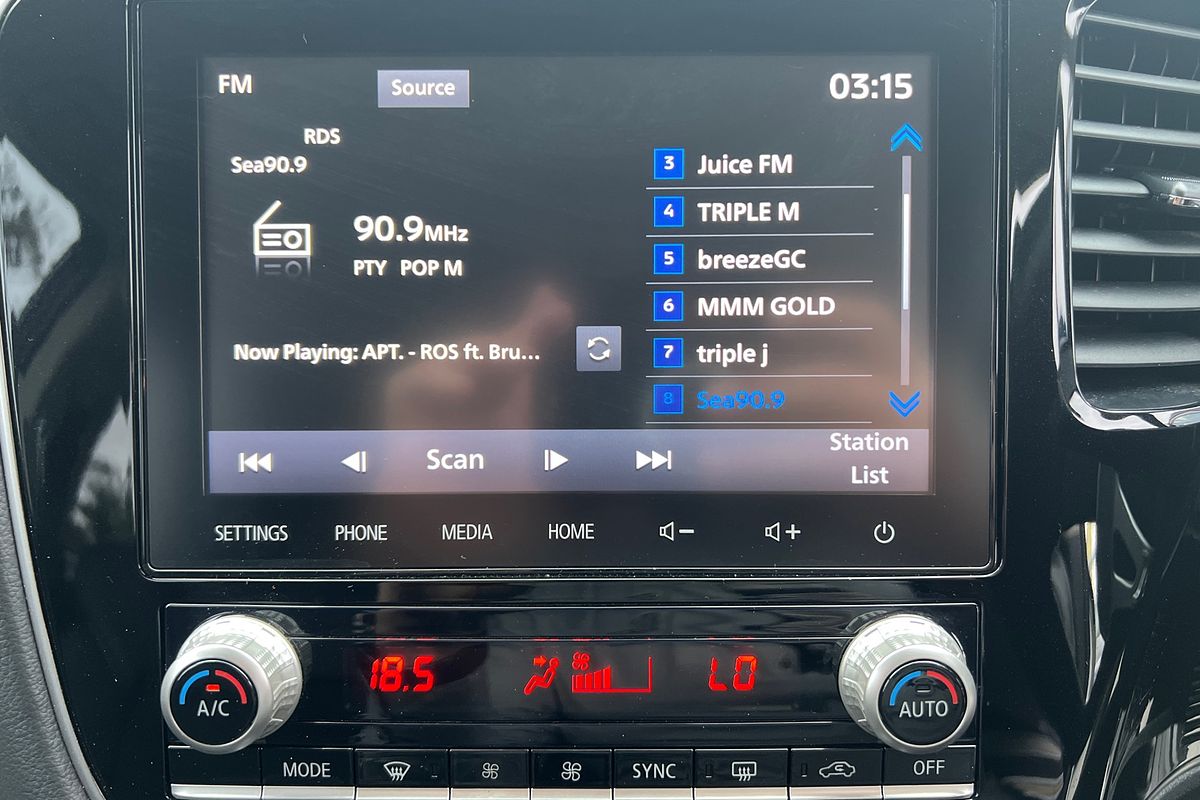 FM
Source
03:15
RDS
Sea90.9
90.9MHz
PTY POP M
Now Playing: APT. - ROS ft. Bru...
3 Juice FM
4 TRIPLE M
5 breezeGC
6 MMM GOLD
7 triple j
8 Sea90.9
Scan
Station
List
SETTINGS PHONE MEDIA HOME
18.5 LO
A/C
AUTO
MODE SYNC OFF